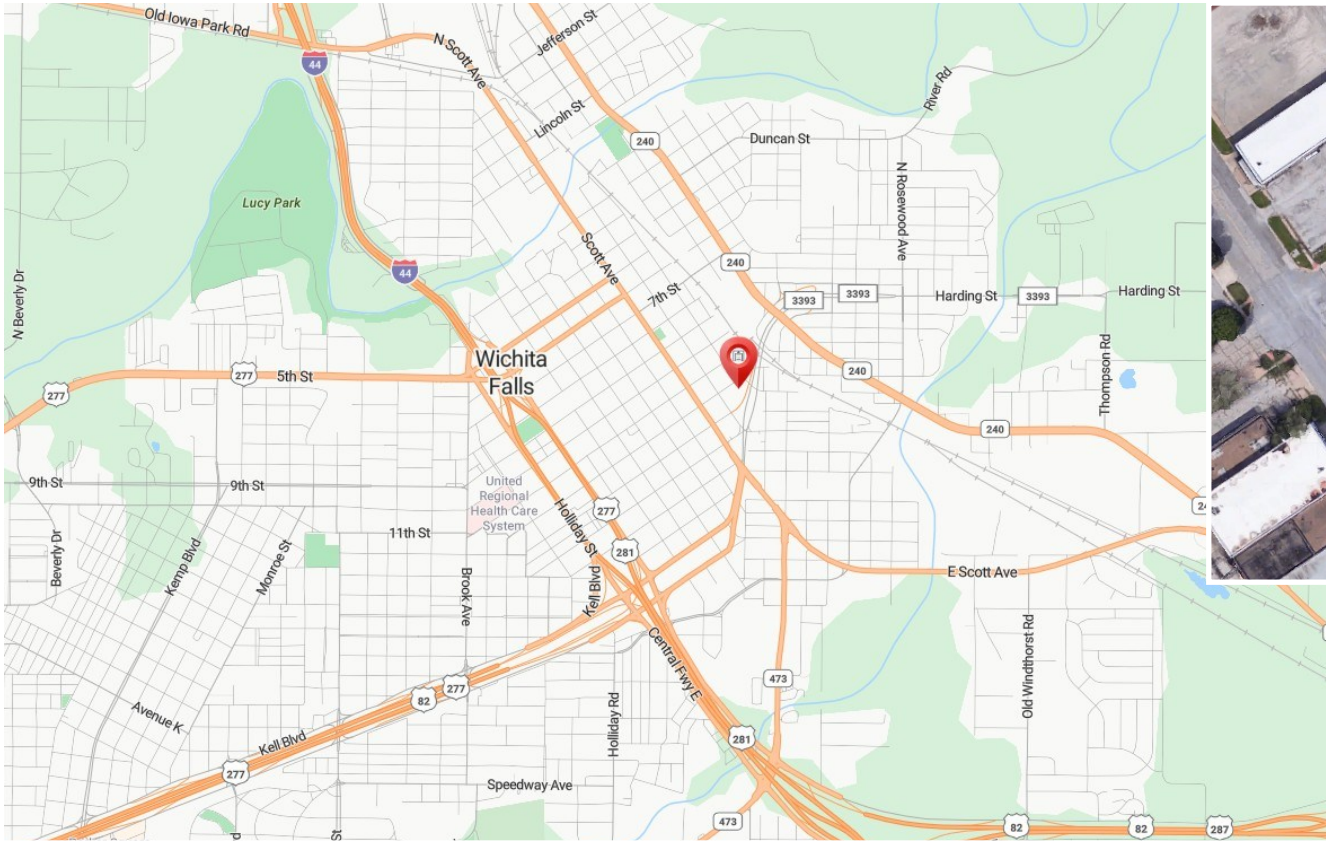 Old Iowa Park Rd
N Scott Ave
Jefferson St
44
River Rd
Lincoln St
240
Duncan St
N Rosewood Ave
Lucy Park
Scott Ave
44
240
N Beverly Dr
7th St
3393
3393
Harding St
3393
Harding St
Thompson Rd
Wichita
Falls
277
5th St
277
240
240
9th St
9th St
United
Regional
Health Care
System
Holliday St
277
24
Beverly Dr
Kemp Blvd
Monroe St
11th St
281
Brook Ave
Kell Blvd
E Scott Ave
Central Fwy E
Old Windthorst Rd
473
82
277
Avenue K
Holliday Rd
281
Kell Blvd
277
Speedway Ave
473
82
82
287